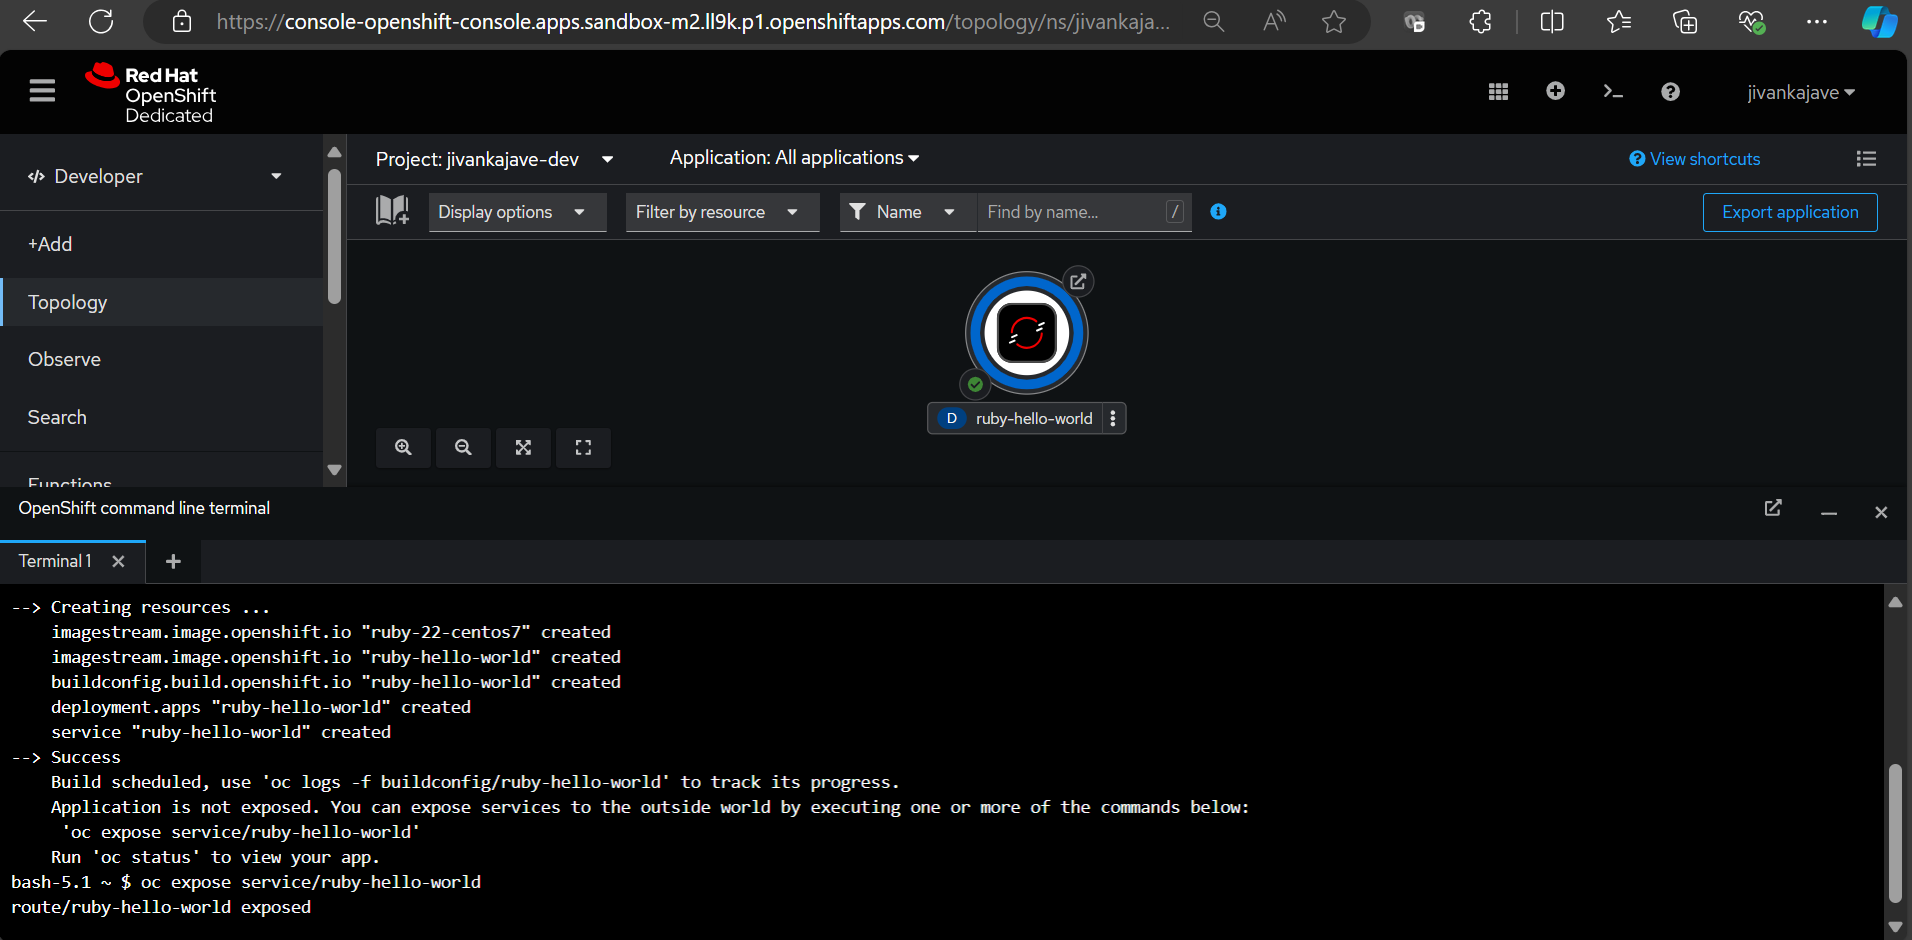 https://console-openshift-console.apps.sandbox-m2.ll9k.p1.openshiftapps.com/topology/ns/jivankaja...
Red Hat
OpenShift
Dedicated
jivankajave
Developer
+Add
Topology
Observe
Search
Functions
Project: jivankajave-dev
Application: All applications
View shortcuts
Display options
Filter by resource
Name
Find by name...
/
Export application
D ruby-hello-world
OpenShift command line terminal
Terminal 1
--> Creating resources ...
imagestream.image.openshift.io "ruby-22-centos7" created
imagestream.image.openshift.io "ruby-hello-world" created
buildconfig.build.openshift.io "ruby-hello-world" created
deployment.apps "ruby-hello-world" created
service "ruby-hello-world" created
--> Success
Build scheduled, use 'oc logs -f buildconfig/ruby-hello-world' to track its progress.
Application is not exposed. You can expose services to the outside world by executing one or more of the commands below:
'oc expose service/ruby-hello-world'
Run 'oc status' to view your app.
bash-5.1 ~ $ oc expose service/ruby-hello-world
route/ruby-hello-world exposed